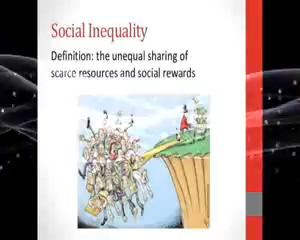 Social Inequality
Definition: the unequal sharing of
scarce resources and social rewards